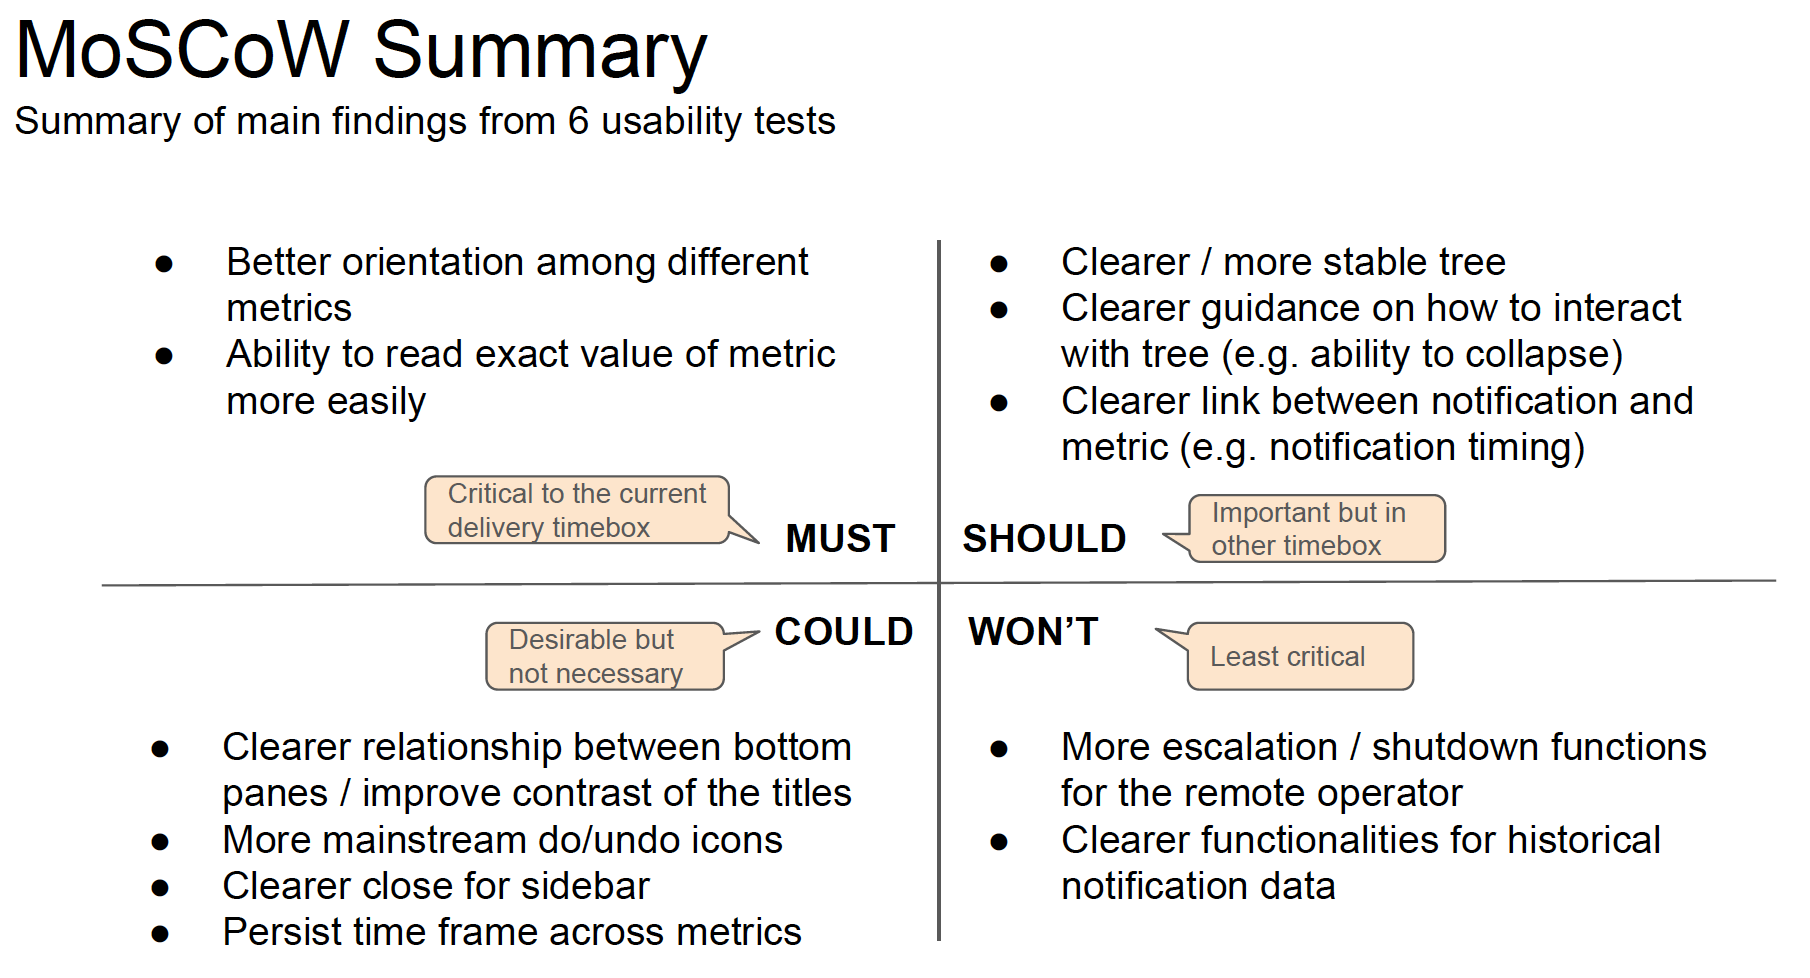 MoSCoW Summary
Summary of main findings from 6 usability tests
● Better orientation among different
metrics
● Ability to read exact value of metric
more easily
Critical to the current
delivery timebox
MUST
● Clearer / more stable tree
● Clearer guidance on how to interact
with tree (e.g. ability to collapse)
● Clearer link between notification and
metric (e.g. notification timing)
SHOULD
Important but in
other timebox
Desirable but
not necessary
COULD
● Clearer relationship between bottom
panes / improve contrast of the titles
● More mainstream do/undo icons
● Clearer close for sidebar
● Persist time frame across metrics
WON’T
Least critical
● More escalation / shutdown functions
for the remote operator
● Clearer functionalities for historical
notification data